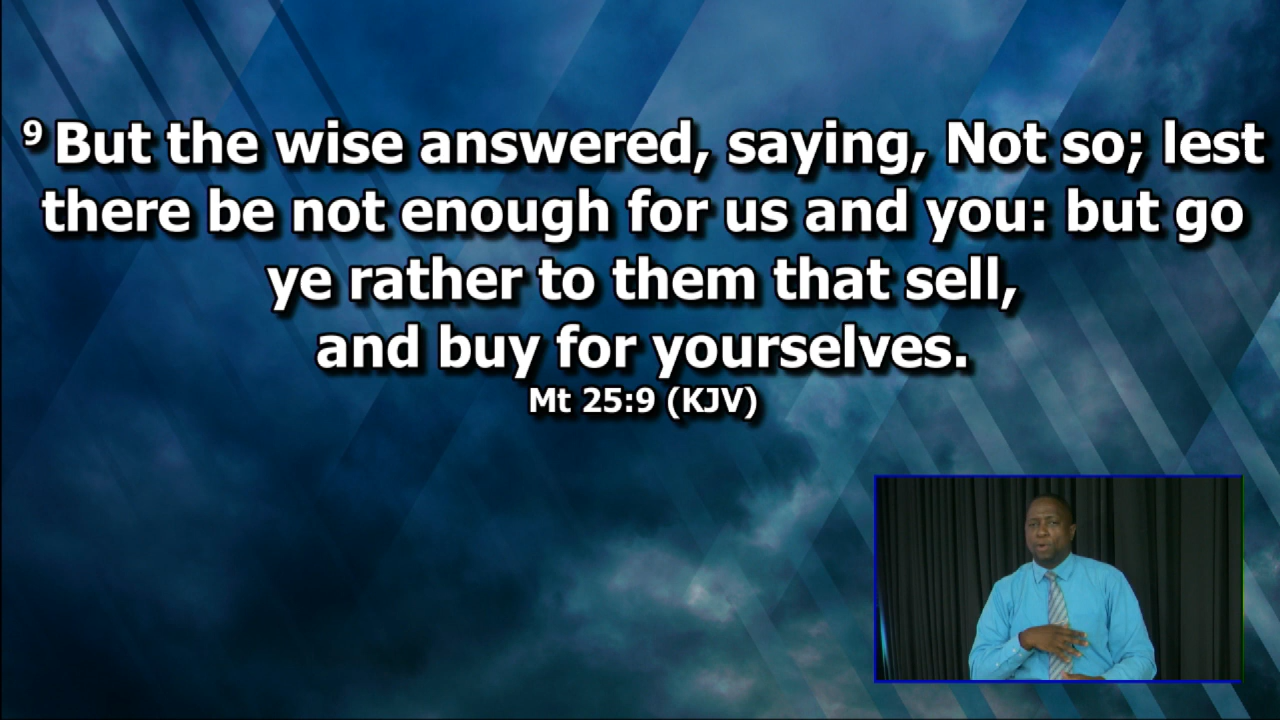 9 But the wise answered, saying, Not so; lest
there be not enough for us and you: but go
ye rather to them that sell,
and buy for yourselves.
Mt 25:9 (KJV)